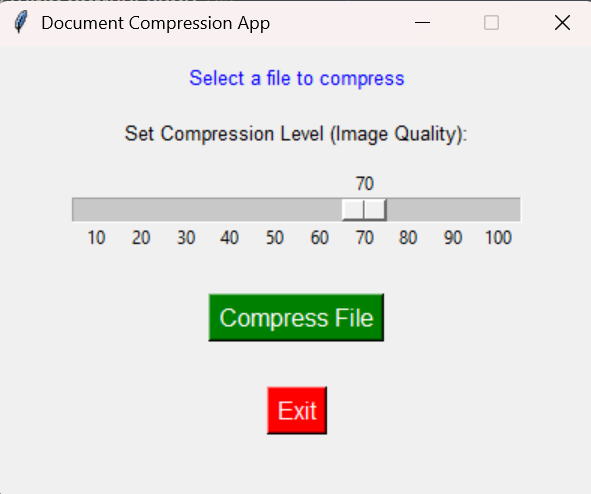 Document Compression App
Select a file to compress
Set Compression Level (Image Quality):
70
10 20 30 40 50 60 70 80 90 100
Compress File
Exit